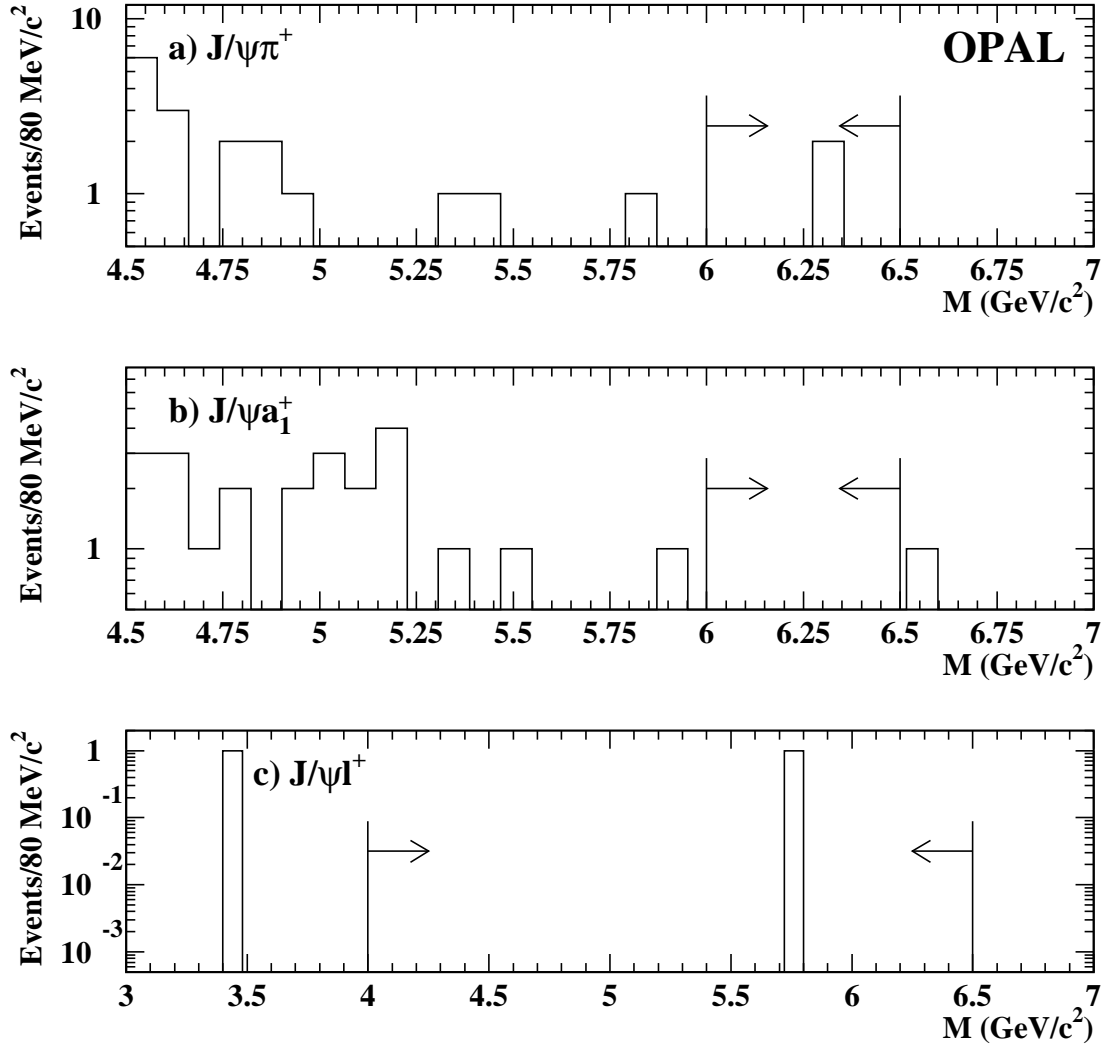 Events/80 MeV/c²
10
1
a) J/ψπ⁺
OPAL
4.5 4.75 5 5.25 5.5 5.75 6 6.25 6.5 6.75 7
M (GeV/c²)
Events/80 MeV/c²
1
b) J/ψa₁⁺
4.5 4.75 5 5.25 5.5 5.75 6 6.25 6.5 6.75 7
M (GeV/c²)
Events/80 MeV/c²
1
10⁻¹
10⁻²
10⁻³
c) J/ψl⁺
3 3.5 4 4.5 5 5.5 6 6.5 7
M (GeV/c²)